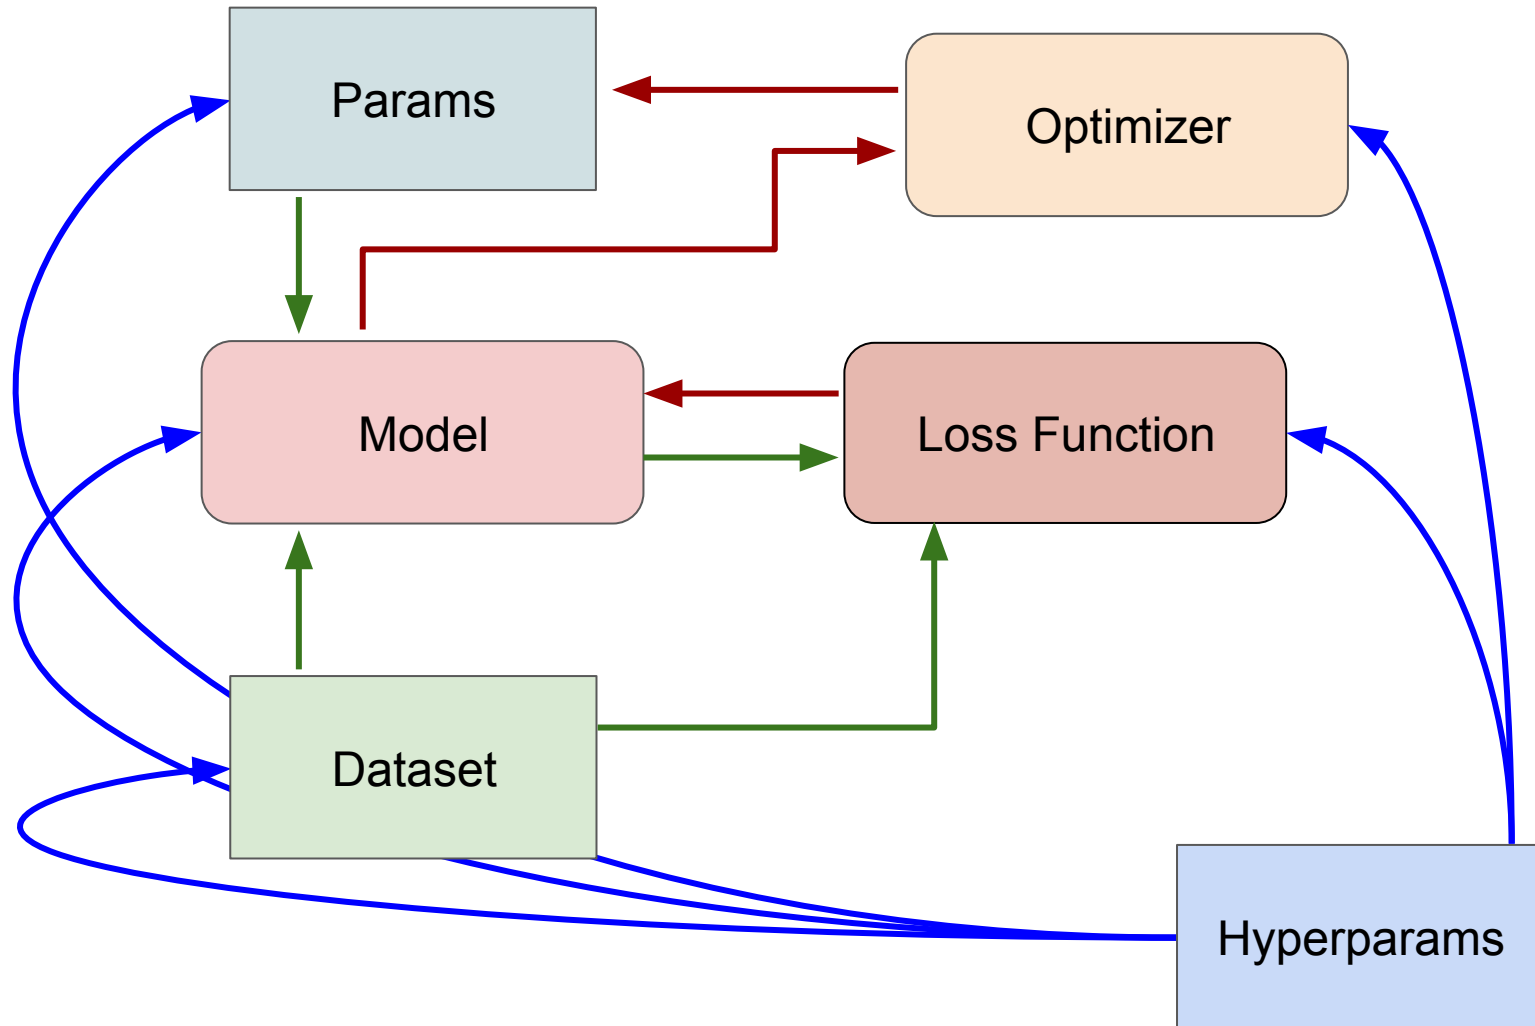 Params
Optimizer
Model
Loss Function
Dataset
Hyperparams